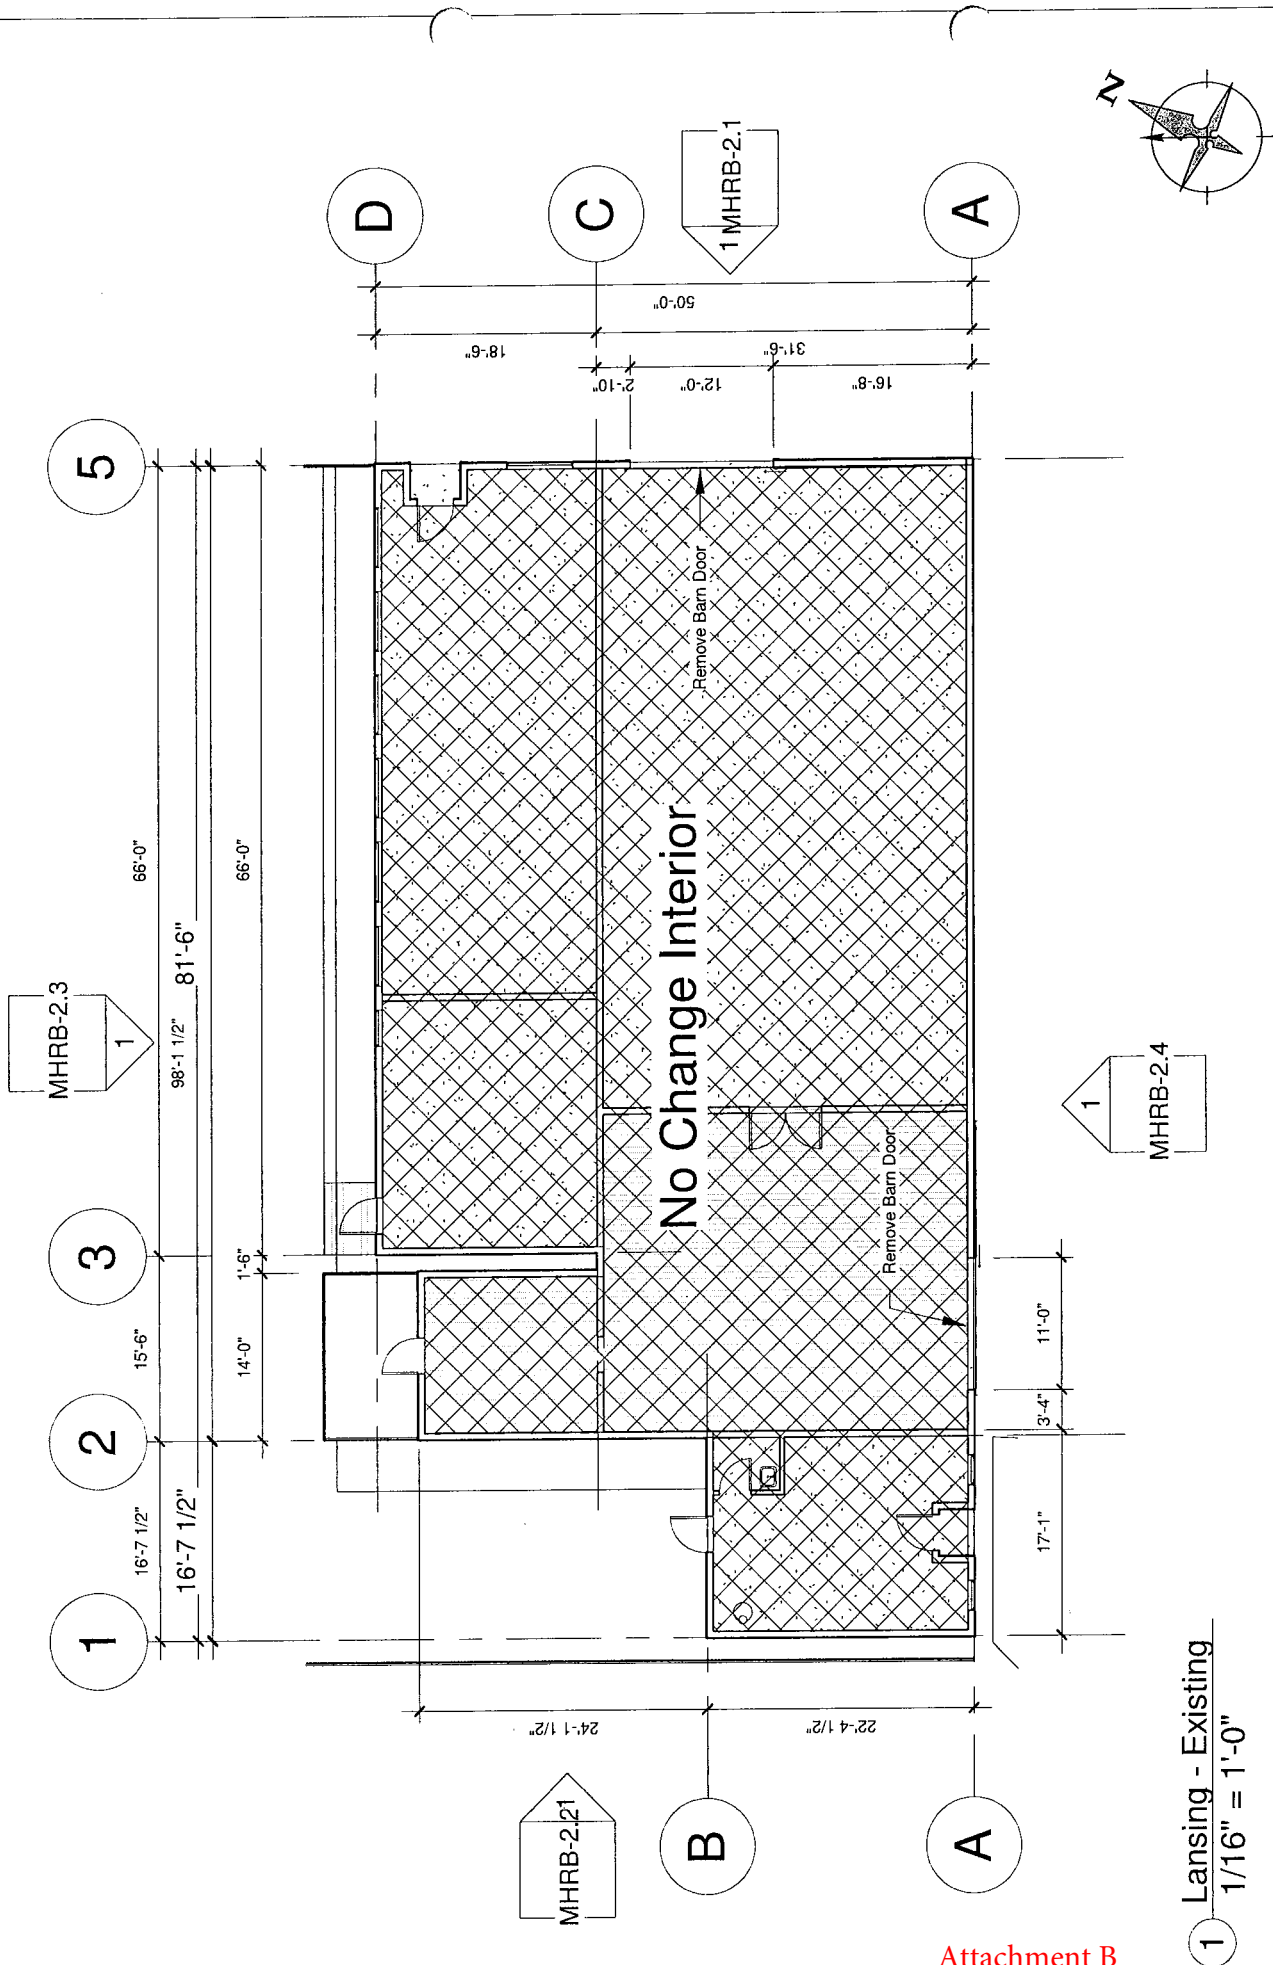 N
D
C
A
1 MHRB-2.1
50'-0"
18'-6"
31'-6"
2'-10"
12'-0"
16'-8"
5
3
2
1
66'-0"
15'-6"
16'-7 1/2"
98'-1 1/2"
81'-6"
16'-7 1/2"
66'-0"
1'-6"
14'-0"
MHRB-2.3
1
Remove Barn Door
No Change Interior
Remove Barn Door
1
MHRB-2.4
11'-0"
3'-4"
17'-1"
24'-1 1/2"
22'-4 1/2"
MHRB-2.21
B
A
1
Lansing - Existing
1/16" = 1'-0"
Attachment B